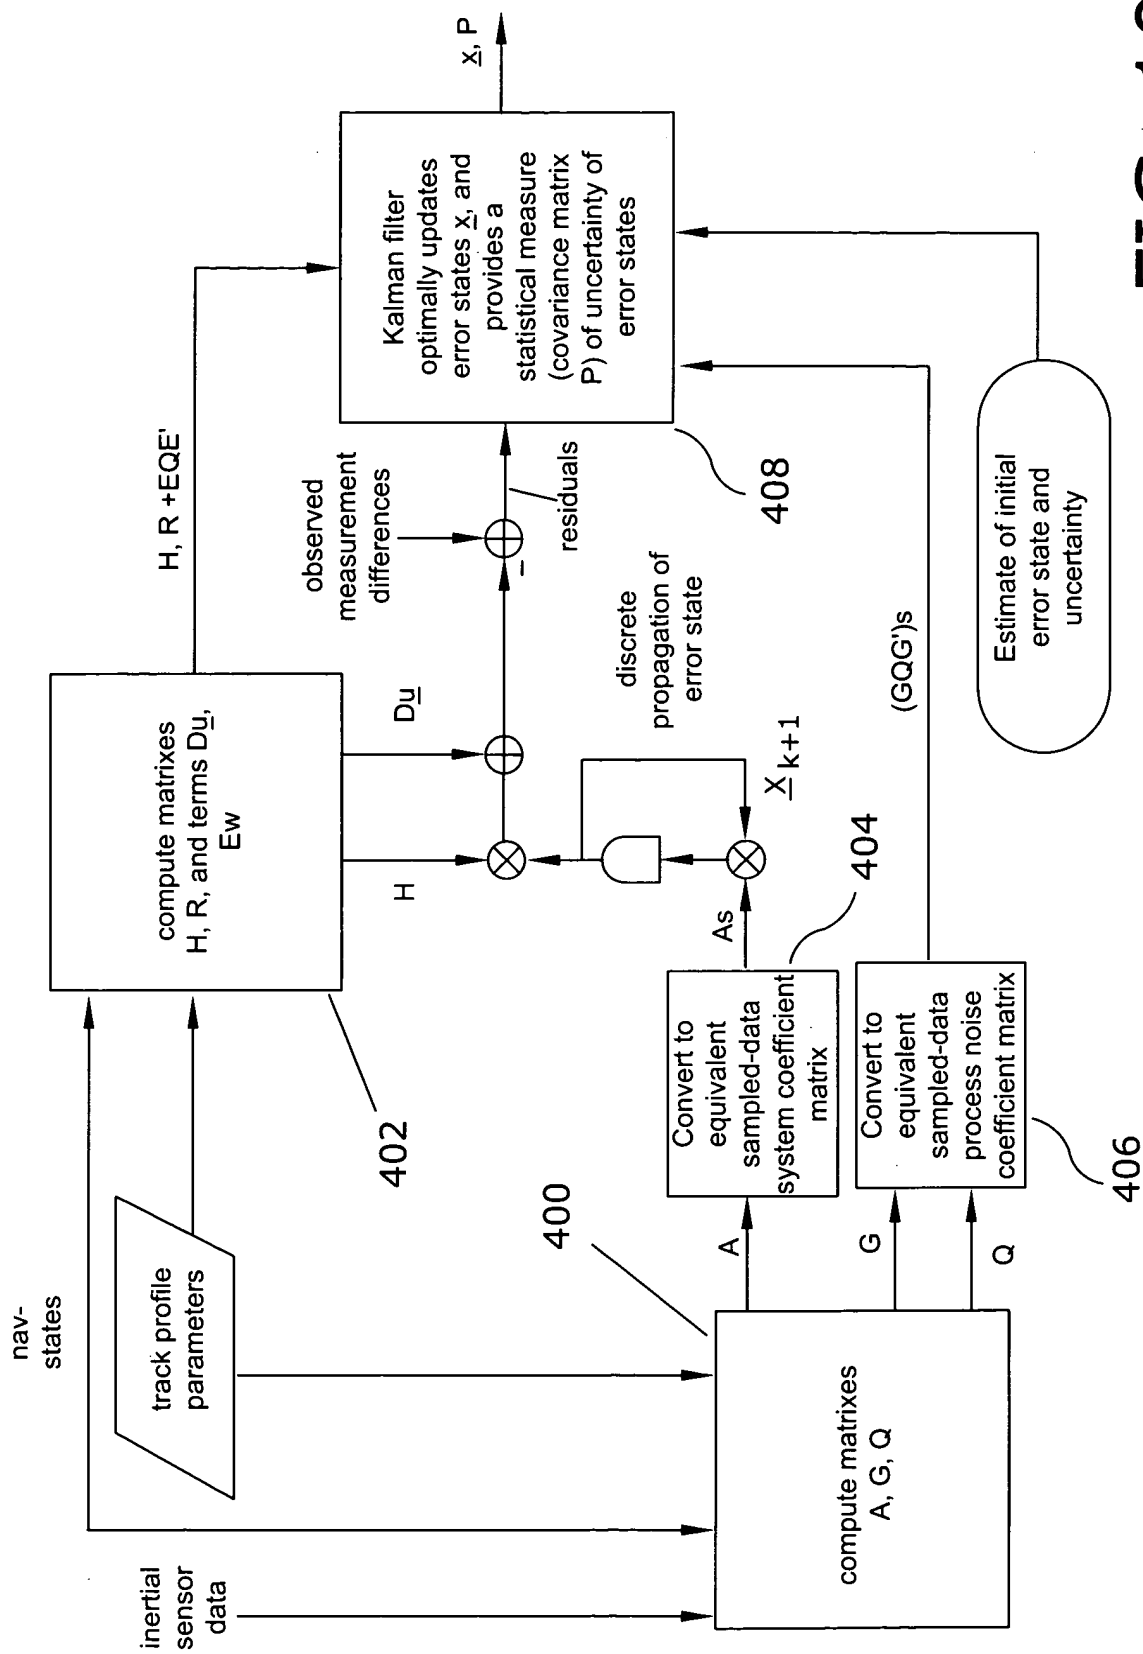 nav-
states
inertial
sensor
data
track profile
parameters
compute matrixes
H, R, and terms Du,
Ew
402
H, R +EQE'
H
Du
observed
measurement
differences
-
residuals
Kalman filter
optimally updates
error states x, and
provides a
statistical measure
(covariance matrix
P) of uncertainty of
error states
408
x, P
discrete
propagation of
error state
X k+1
400
compute matrixes
A, G, Q
A
G
Q
Convert to
equivalent
sampled-data
system coefficient
matrix
404
As
Convert to
equivalent
sampled-data
process noise
coefficient matrix
406
(GQG')s
Estimate of initial
error state and
uncertainty